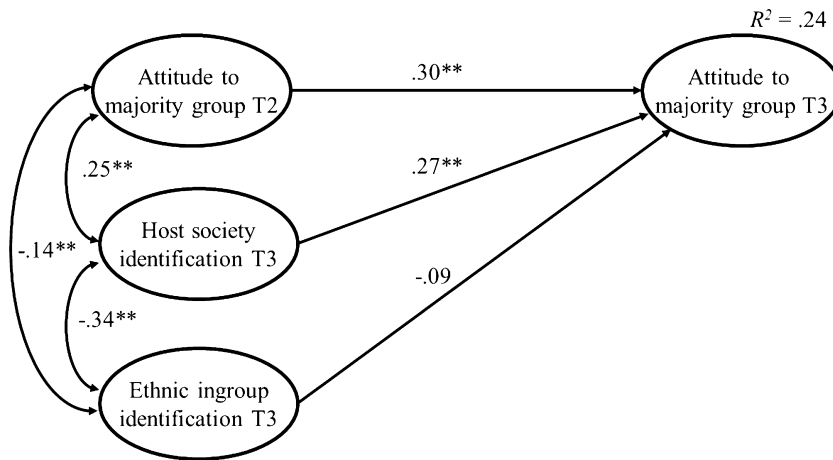 R² = .24
Attitude to
majority group T2
.30**
Attitude to
majority group T3
.25**
.27**
Host society
identification T3
-.14**
-.09
-.34**
Ethnic ingroup
identification T3